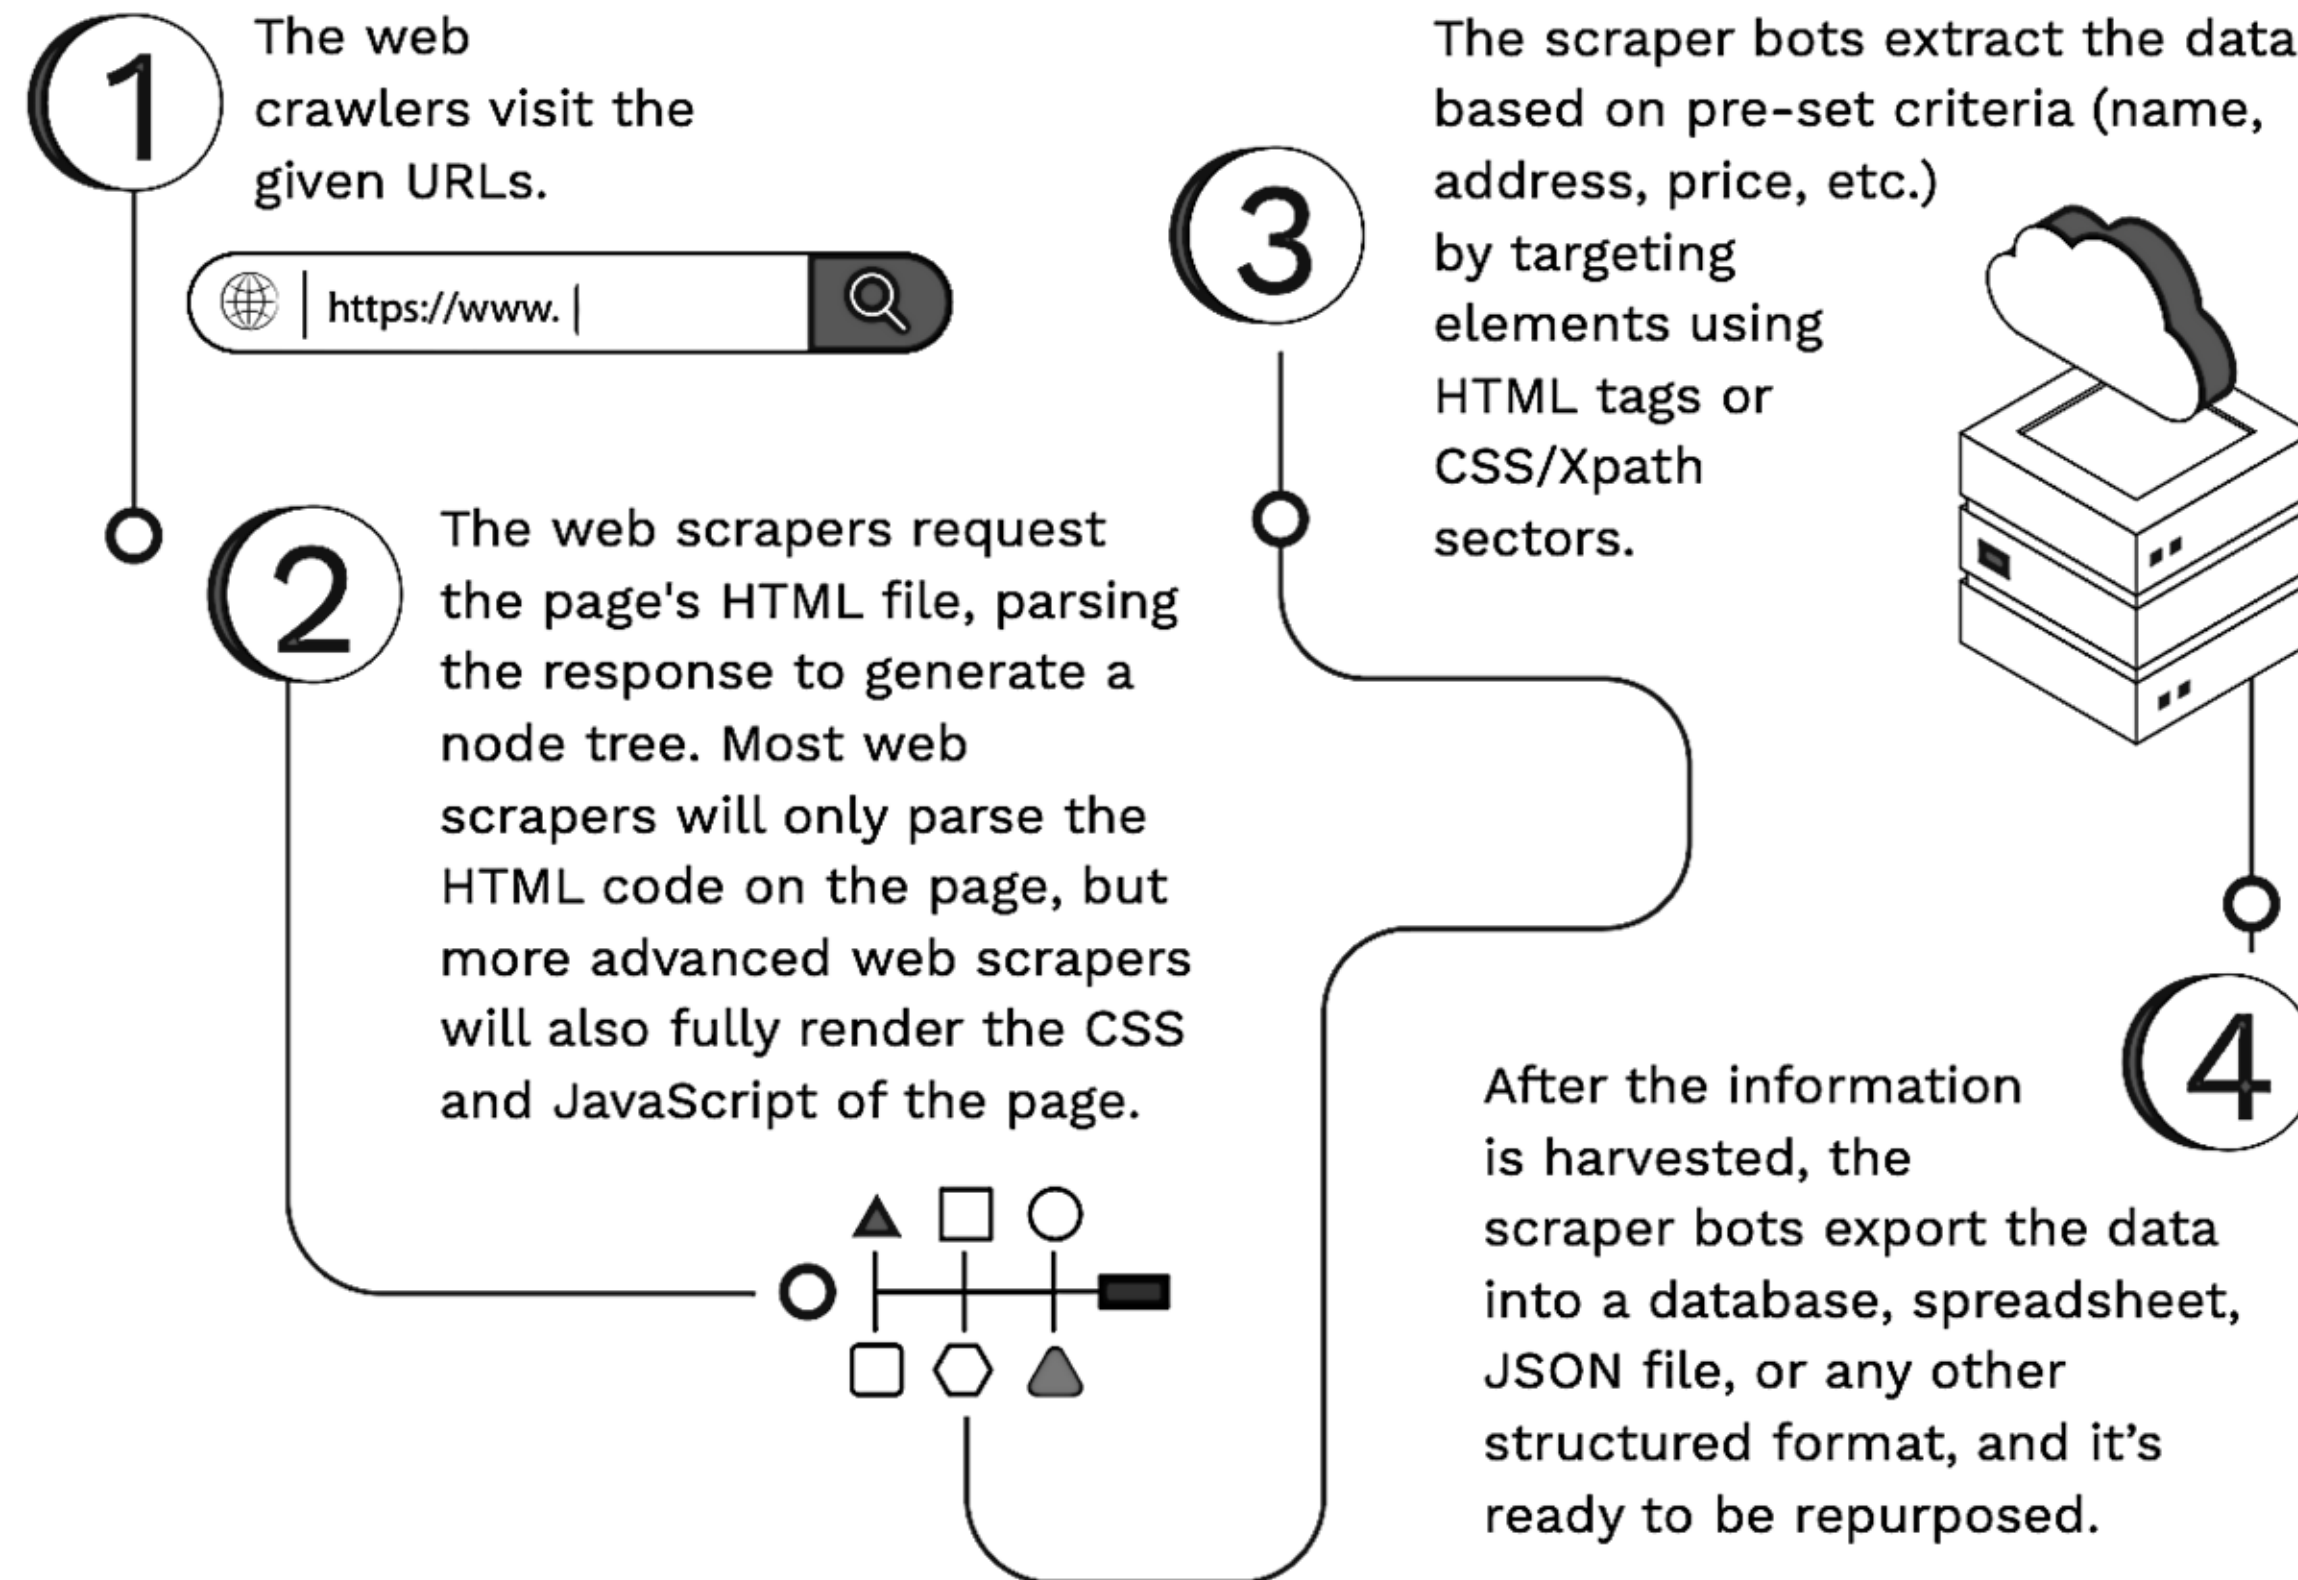 1
The web
crawlers visit the
given URLs.
https://www.
2
The web scrapers request
the page's HTML file, parsing
the response to generate a
node tree. Most web
scrapers will only parse the
HTML code on the page, but
more advanced web scrapers
will also fully render the CSS
and JavaScript of the page.
3
The scraper bots extract the data
based on pre-set criteria (name,
address, price, etc.)
by targeting
elements using
HTML tags or
CSS/Xpath
sectors.
4
After the information
is harvested, the
scraper bots export the data
into a database, spreadsheet,
JSON file, or any other
structured format, and it’s
ready to be repurposed.